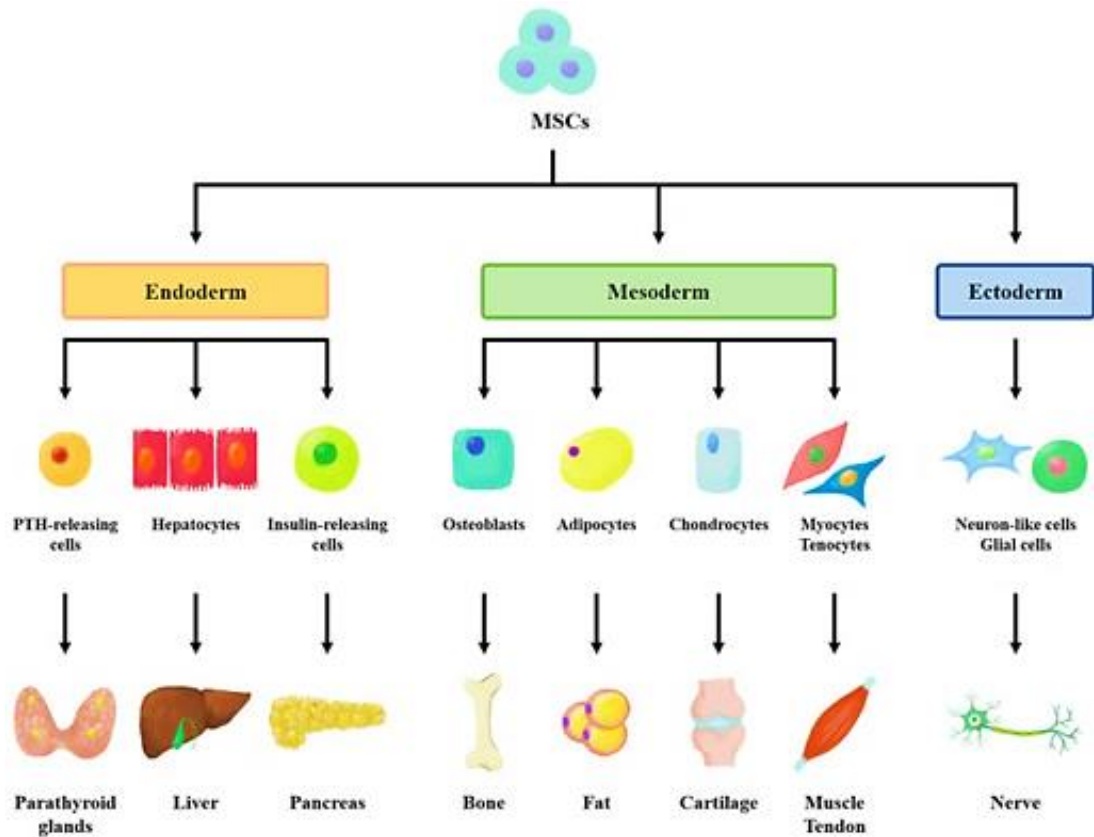 MSCs
Endoderm
Mesoderm
Ectoderm
PTH-releasing
cells
Hepatocytes
Insulin-releasing
cells
Osteoblasts
Adipocytes
Chondrocytes
Myocytes
Tenocytes
Neuron-like cells
Glial cells
Parathyroid
glands
Liver
Pancreas
Bone
Fat
Cartilage
Muscle
Tendon
Nerve